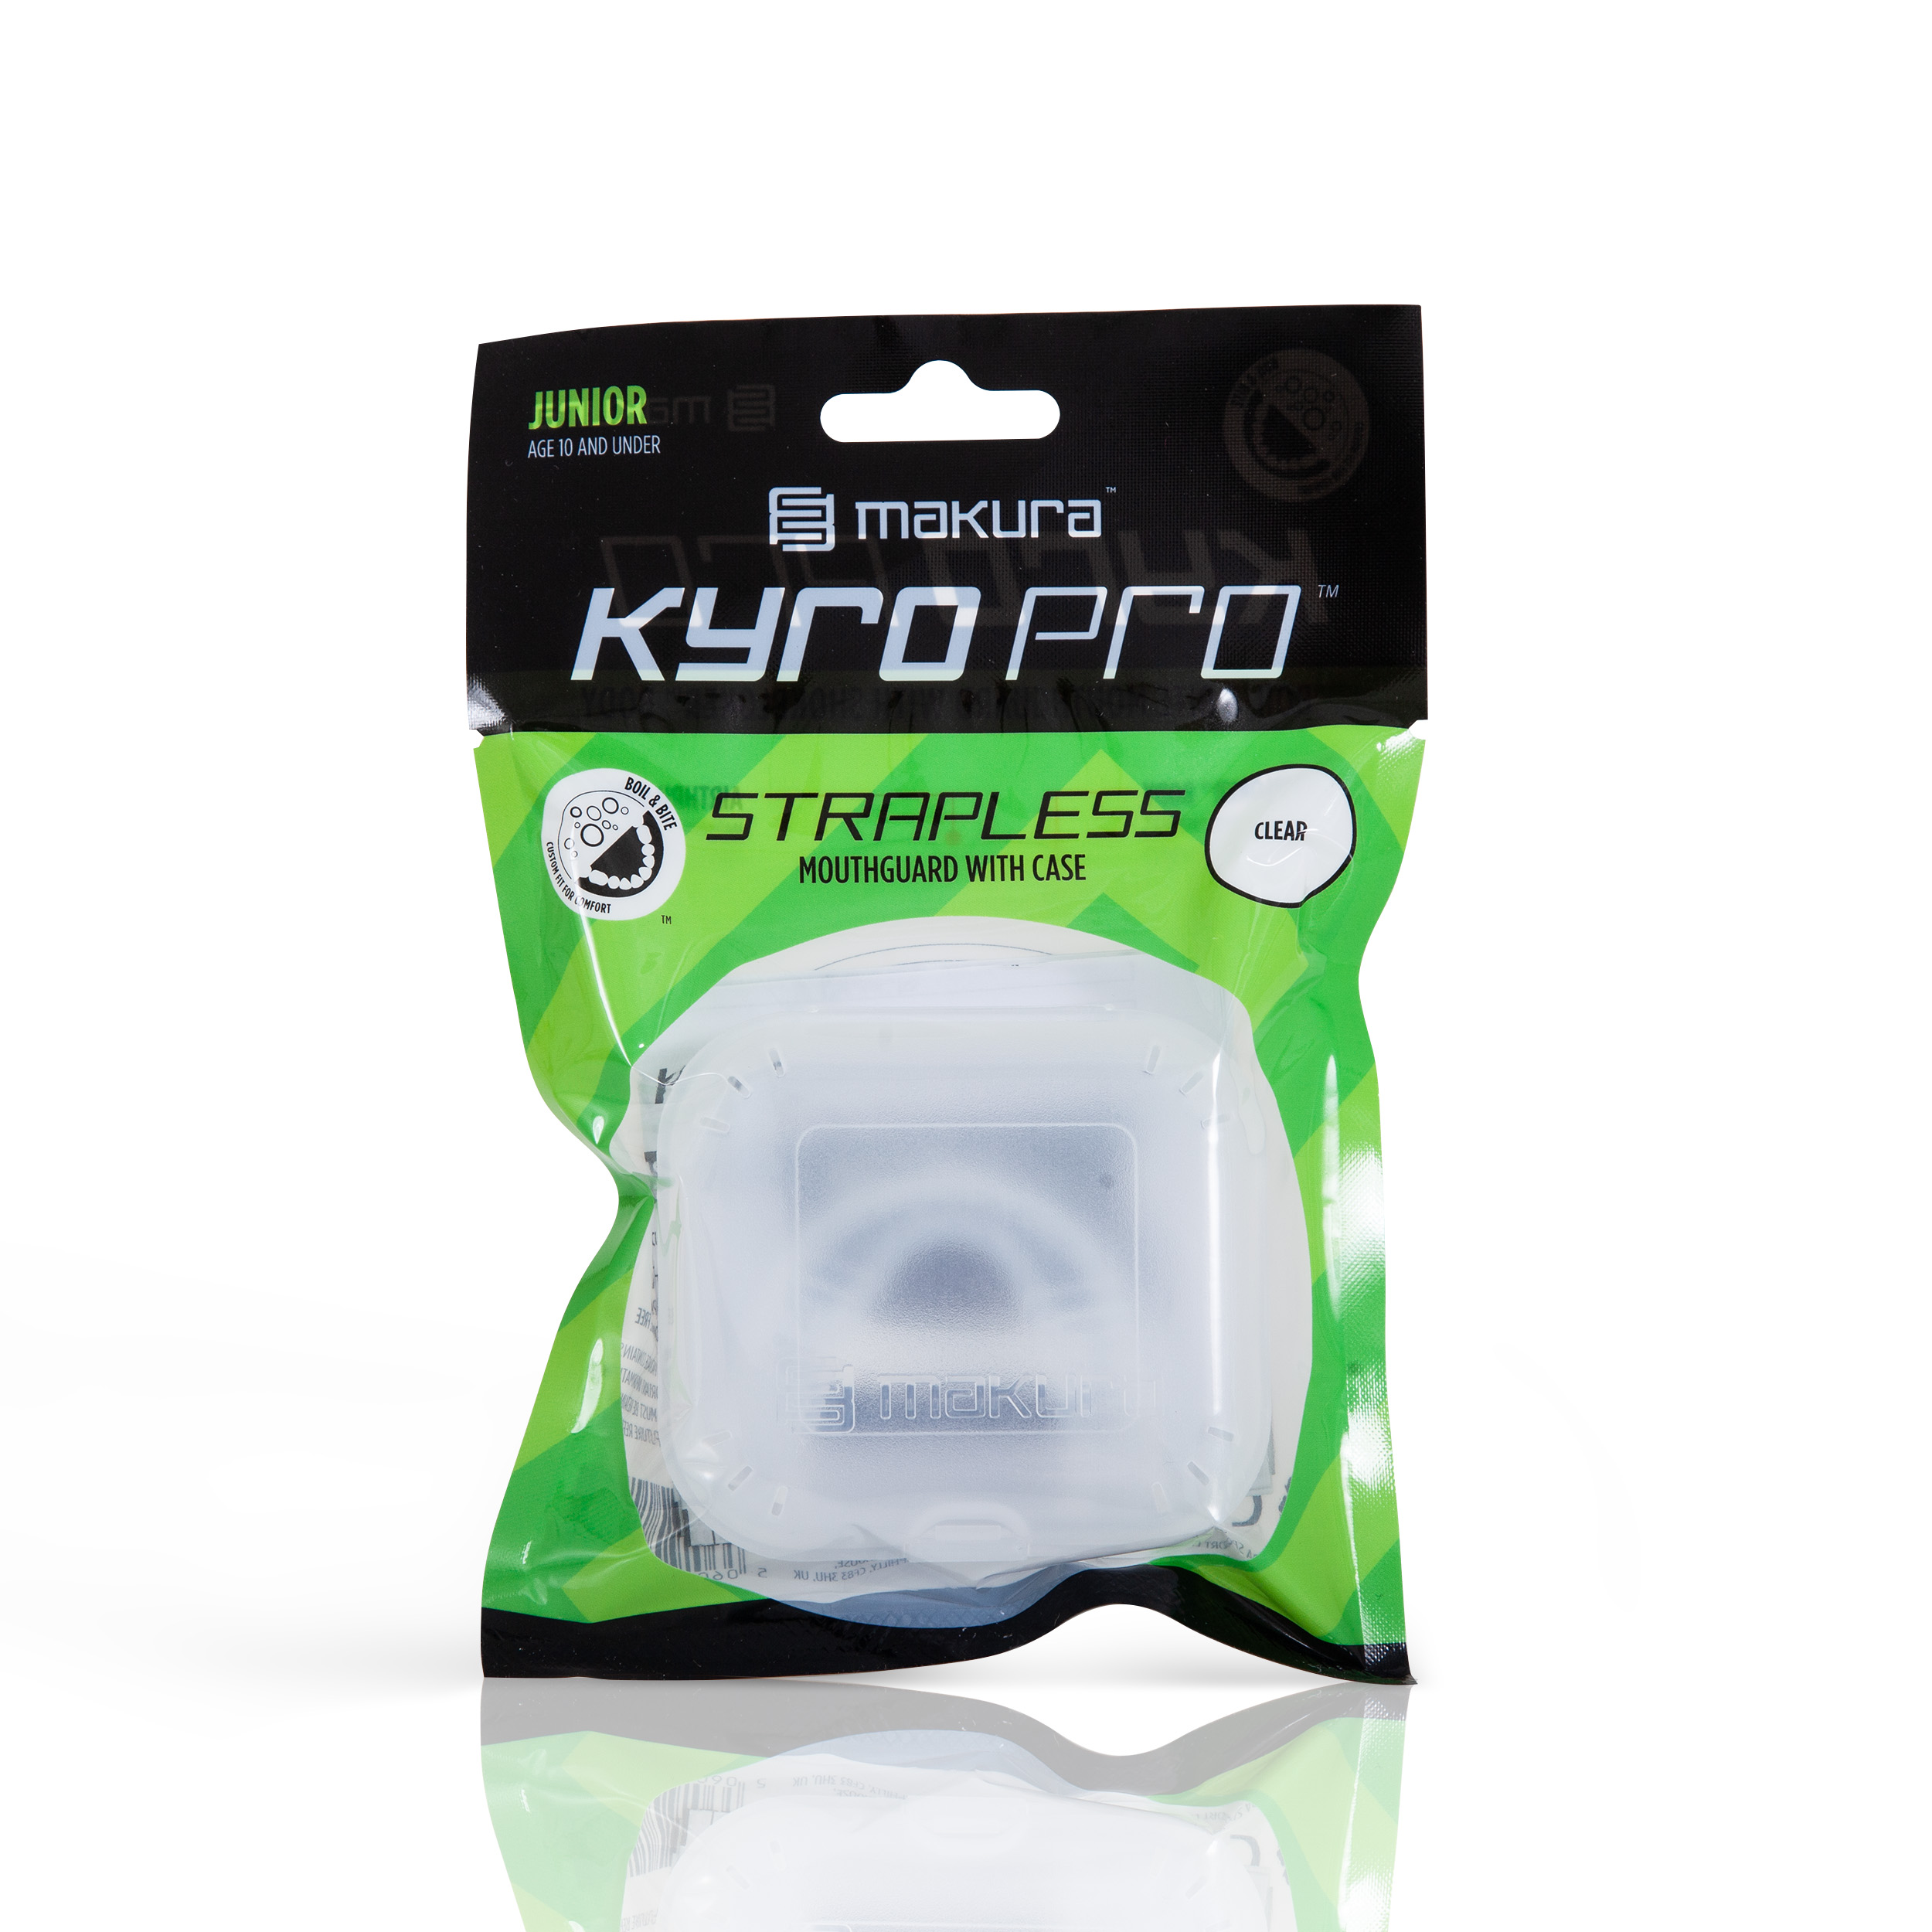 JUNIOR
AGE 10 AND UNDER
makura™
KYRO PRO™
BOIL & BITE
CUSTOM FIT FOR COMFORT
TM
STRAPLESS
MOUTHGUARD WITH CASE
CLEAR
makura